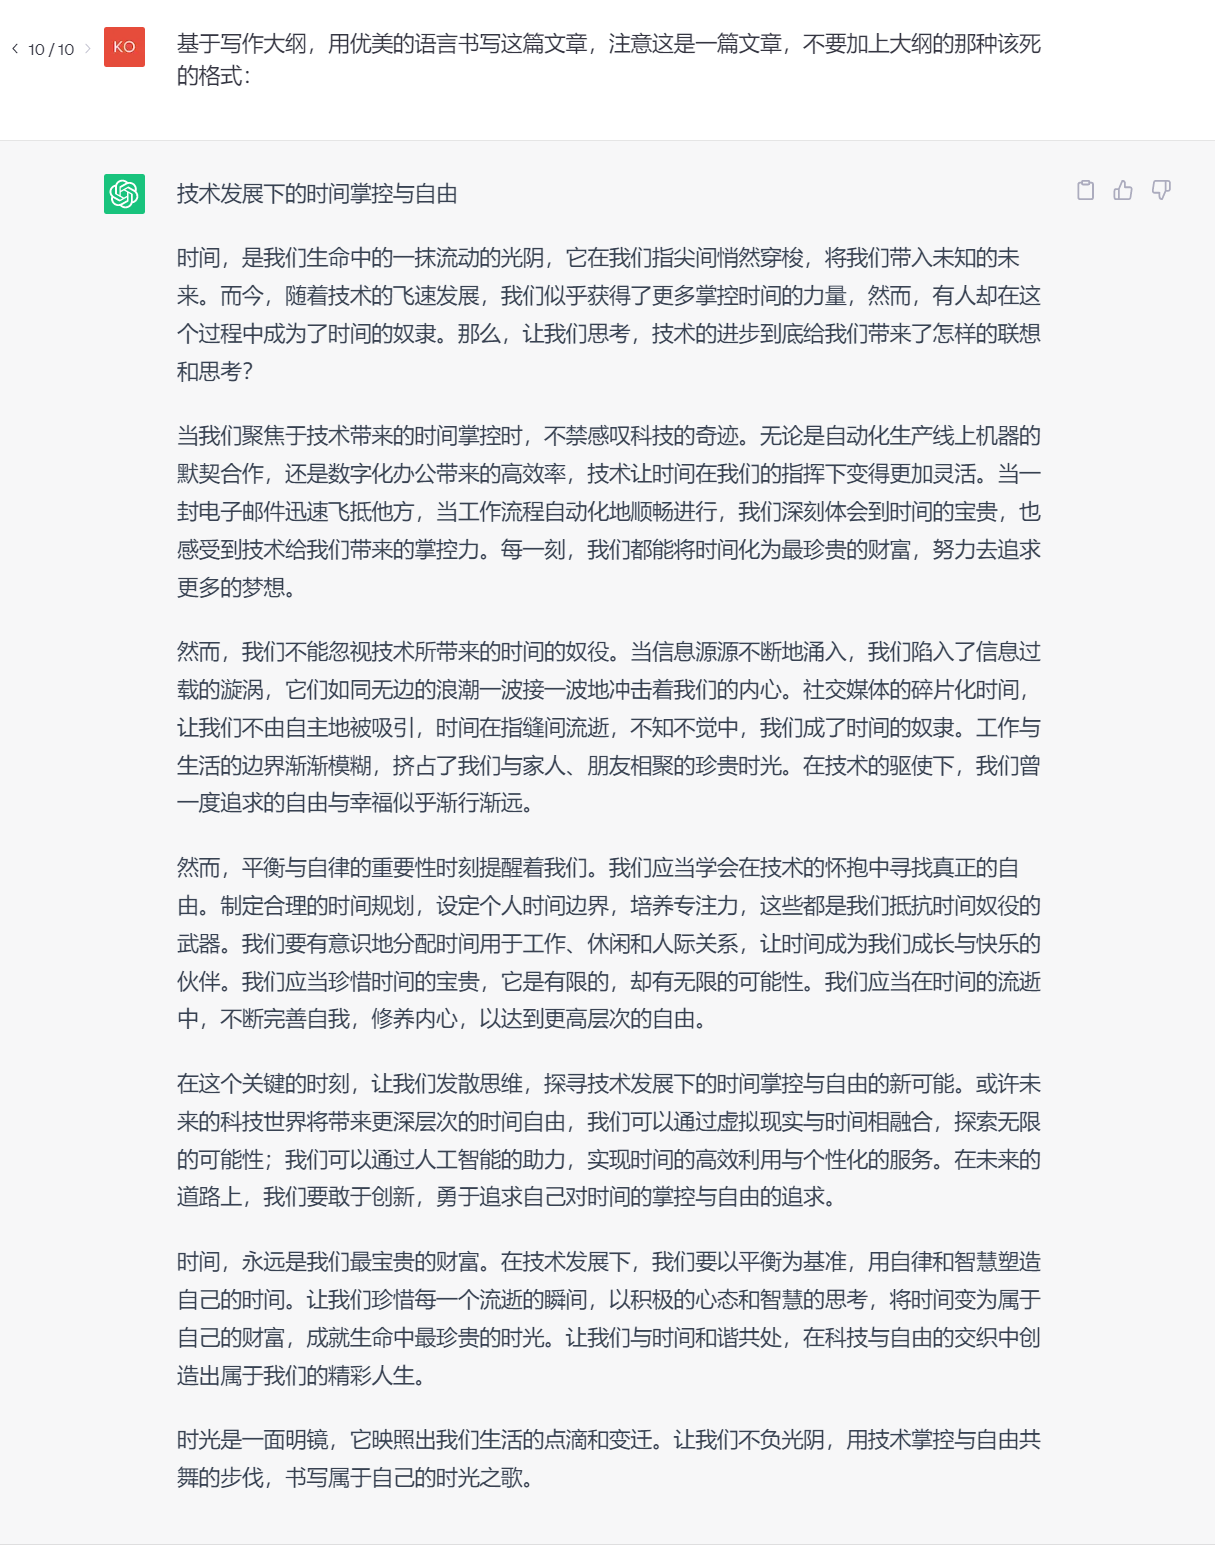 10 / 10
KO
基于写作大纲，用优美的语言书写这篇文章，注意这是一篇文章，不要加上大纲的那种该死
的格式：
技术发展下的时间掌控与自由
时间，是我们生命中的一抹流动的光阴，它在我们指尖间悄然穿梭，将我们带入未知的未
来。而今，随着技术的飞速发展，我们似乎获得了更多掌控时间的力量，然而，有人却在这
个过程中成为了时间的奴隶。那么，让我们思考，技术的进步到底给我们带来了怎样的联想
和思考？
当我们聚焦于技术带来的时间掌控时，不禁感叹科技的奇迹。无论是自动化生产线上机器的
默契合作，还是数字化办公带来的高效率，技术让时间在我们的指挥下变得更加灵活。当一
封电子邮件迅速飞抵他方，当工作流程自动化地顺畅进行，我们深刻体会到时间的宝贵，也
感受到技术给我们带来的掌控力。每一刻，我们都能将时间化为最珍贵的财富，努力去追求
更多的梦想。
然而，我们不能忽视技术所带来的时间的奴役。当信息源源不断地涌入，我们陷入了信息过
载的漩涡，它们如同无边的浪潮一波接一波地冲击着我们的内心。社交媒体的碎片化时间，
让我们不由自主地被吸引，时间在指缝间流逝，不知不觉中，我们成了时间的奴隶。工作与
生活的边界渐渐模糊，挤占了我们与家人、朋友相聚的珍贵时光。在技术的驱使下，我们曾
一度追求的自由与幸福似乎渐行渐远。
然而，平衡与自律的重要性时刻提醒着我们。我们应当学会在技术的怀抱中寻找真正的自
由。制定合理的时间规划，设定个人时间边界，培养专注力，这些都是我们抵抗时间奴役的
武器。我们要有意识地分配时间用于工作、休闲和人际关系，让时间成为我们成长与快乐的
伙伴。我们应当珍惜时间的宝贵，它是有限的，却有无限的可能性。我们应当在时间的流逝
中，不断完善自我，修养内心，以达到更高层次的自由。
在这个关键的时刻，让我们发散思维，探寻技术发展下的时间掌控与自由的新可能。或许未
来的科技世界将带来更深层次的时间自由，我们可以通过虚拟现实与时间相融合，探索无限
的可能性；我们可以通过人工智能的助力，实现时间的高效利用与个性化的服务。在未来的
道路上，我们要敢于创新，勇于追求自己对时间的掌控与自由的追求。
时间，永远是我们最宝贵的财富。在技术发展下，我们要以平衡为基准，用自律和智慧塑造
自己的时间。让我们珍惜每一个流逝的瞬间，以积极的心态和智慧的思考，将时间变为属于
自己的财富，成就生命中最珍贵的时光。让我们与时间和谐共处，在科技与自由的交织中创
造出属于我们的精彩人生。
时光是一面明镜，它映照出我们生活的点滴和变迁。让我们不负光阴，用技术掌控与自由共
舞的步伐，书写属于自己的时光之歌。